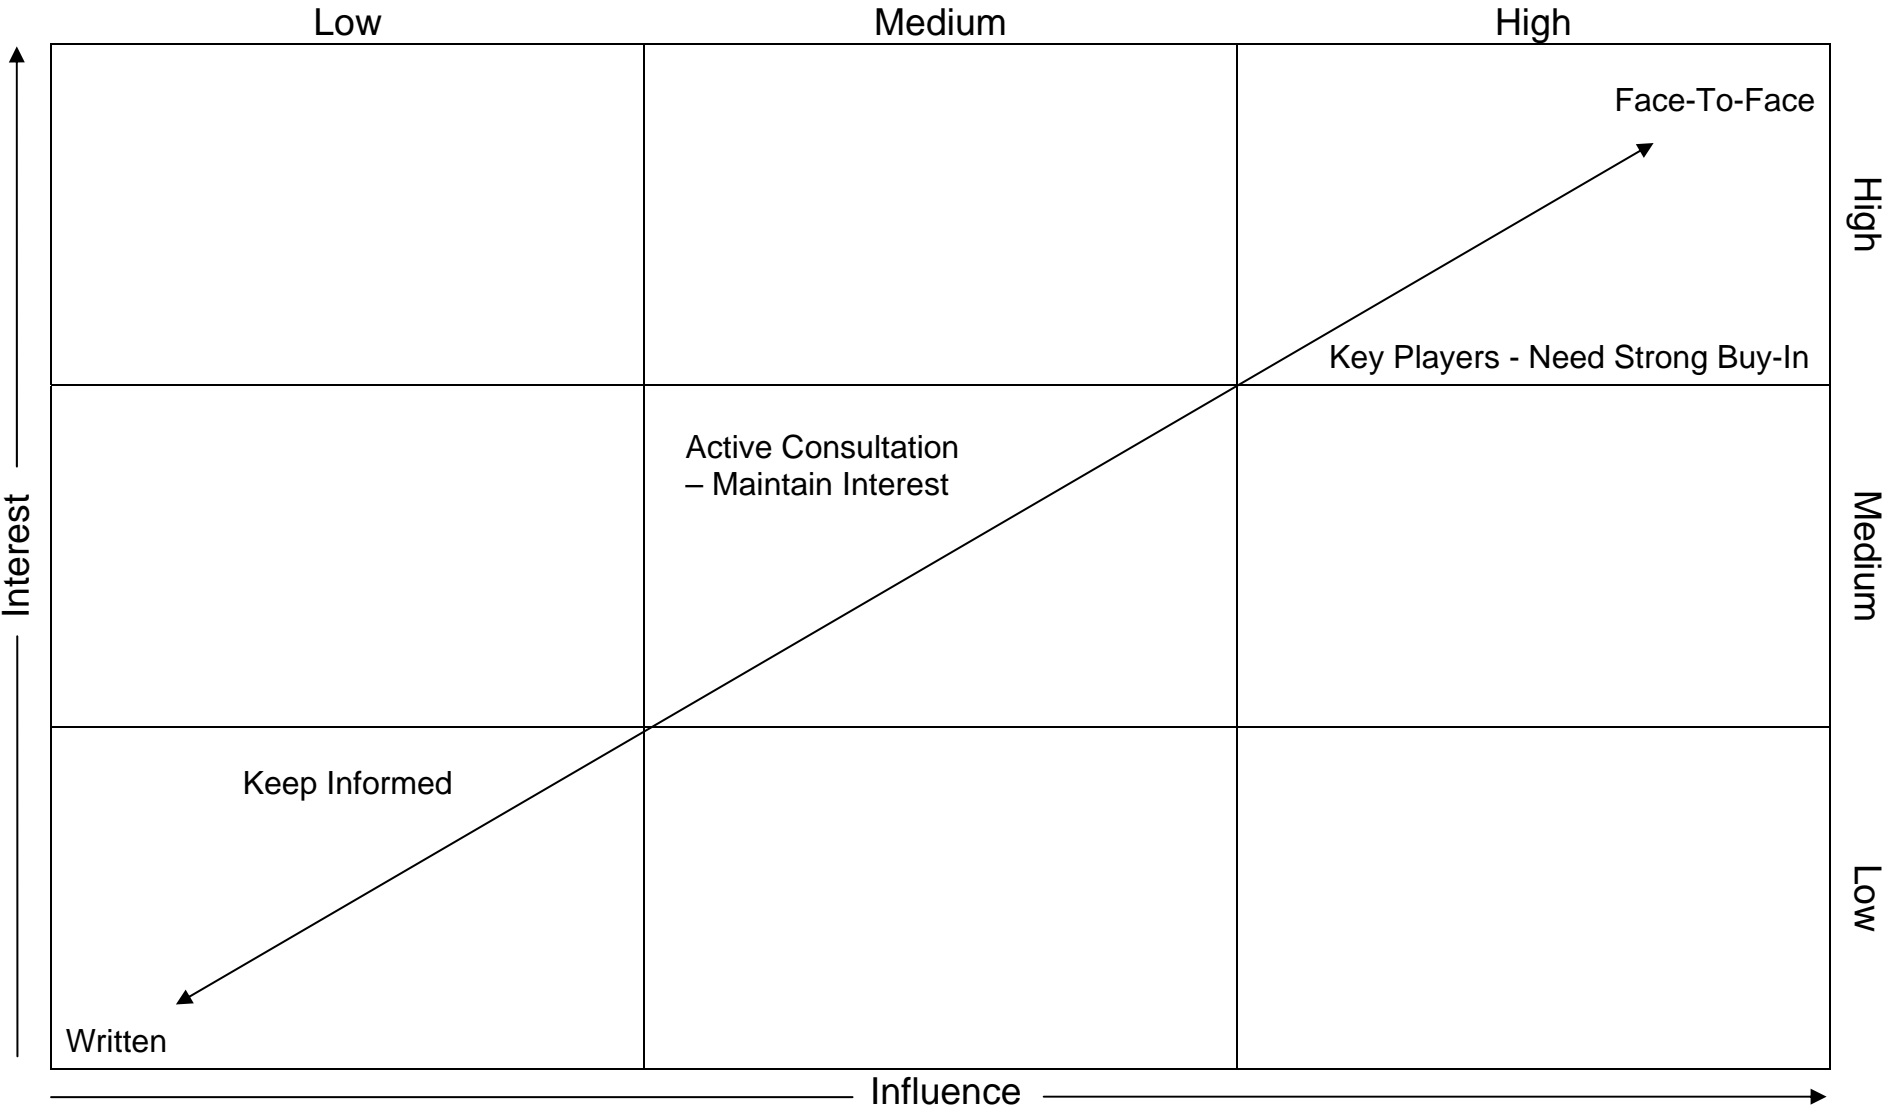 Low
Medium
High
Face-To-Face
High
Key Players - Need Strong Buy-In
Active Consultation
– Maintain Interest
Interest
Medium
Keep Informed
Low
Written
Influence